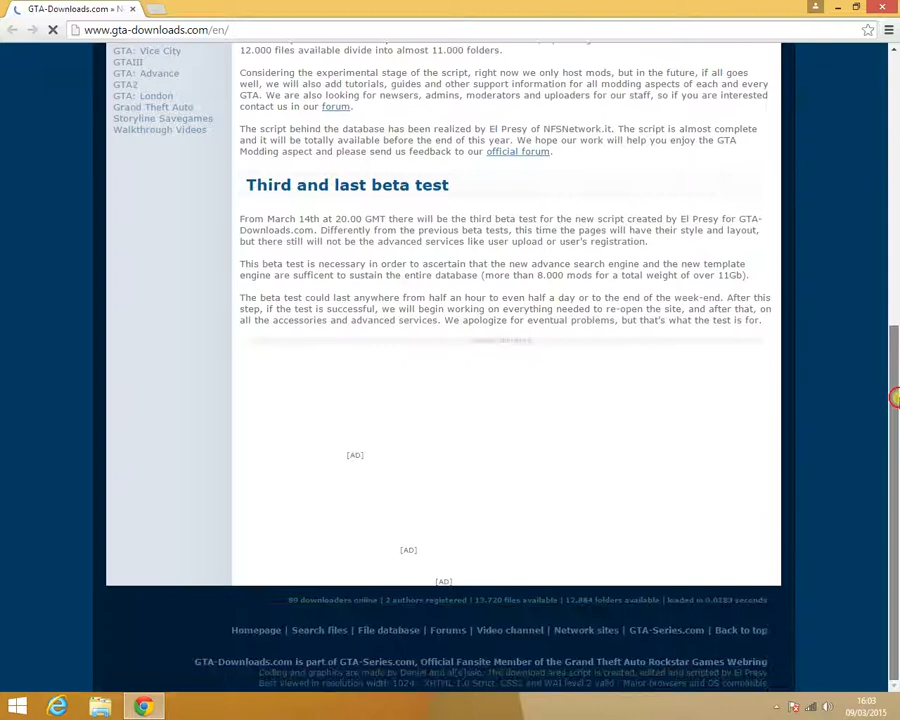 GTA-Downloads.com » N
www.gta-downloads.com/en/
GTA: Vice City
GTAIII
GTA: Advance
GTA2
GTA: London
Grand Theft Auto
Storyline Savegames
Walkthrough Videos
12.000 files available divide into almost 11.000 folders.
Considering the experimental stage of the script, right now we only host mods, but in the future, if all goes
well, we will also add tutorials, guides and other support information for all modding aspects of each and every
GTA. We are also looking for newsers, admins, moderators and uploaders for our staff, so if you are interested
contact us in our forum.
The script behind the database has been realized by El Presy of NFSNetwork.it. The script is almost complete
and it will be totally available before the end of this year. We hope our work will help you enjoy the GTA
Modding aspect and please send us feedback to our official forum.
Third and last beta test
From March 14th at 20.00 GMT there will be the third beta test for the new script created by El Presy for GTA-
Downloads.com. Differently from the previous beta tests, this time the pages will have their style and layout,
but there still will not be the advanced services like user upload or user's registration.
This beta test is necessary in order to ascertain that the new advance search engine and the new template
engine are sufficent to sustain the entire database (more than 8.000 mods for a total weight of over 11Gb).
The beta test could last anywhere from half an hour to even half a day or to the end of the week-end. After this
step, if the test is successful, we will begin working on everything needed to re-open the site, and after that, on
all the accessories and advanced services. We apologize for eventual problems, but that's what the test is for.
[AD]
[AD]
[AD]
downloaders online | 2 authors registered | 13.720 files available | 12.884 folders available | loaded in 0.0183 seconds
Homepage | Search files | File database | Forums | Video channel | Network sites | GTA-Series.com | Back to top
GTA-Downloads.com is part of GTA-Series.com, Official Fansite Member of the Grand Theft Auto Rockstar Games Webring
Coding and graphics are made by Daniel The download area script is created, edited and scripted by El Presy
Best viewed in resolution width: 1024 XHTML 1.0 Strict, CSS, and WAI level2 valid Major browsers and OS compatible
16:03
09/03/2015